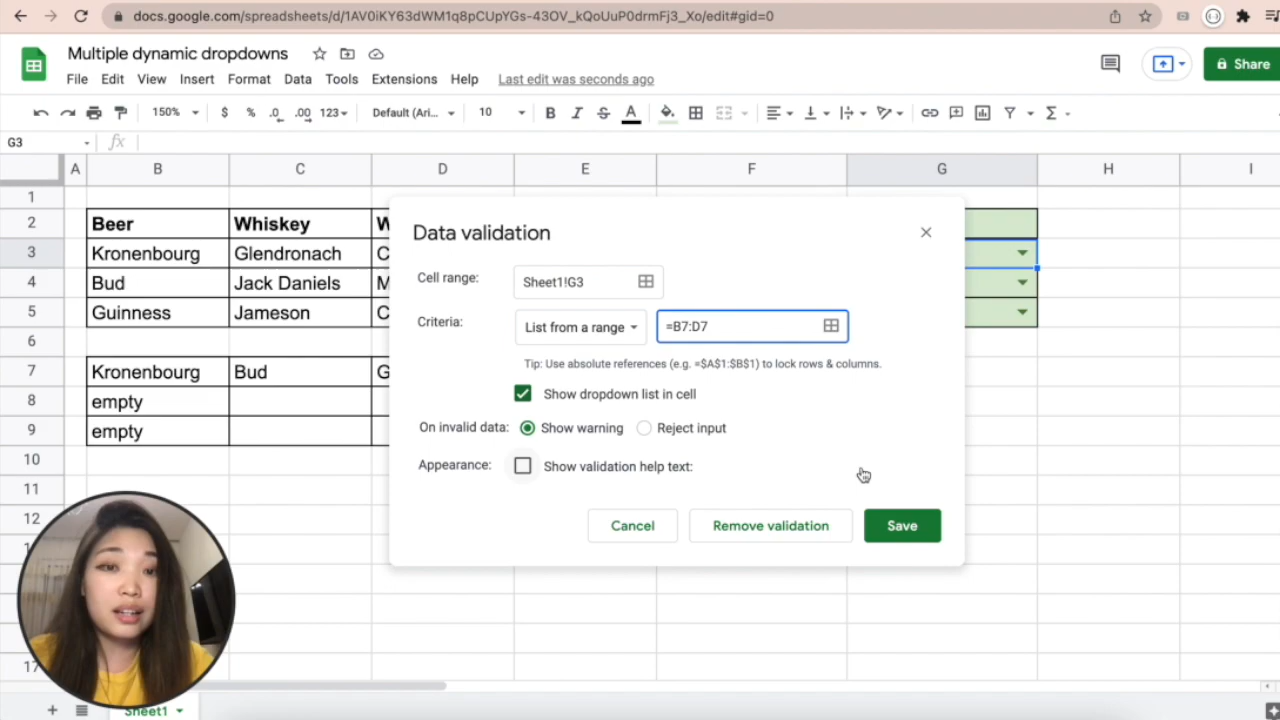 docs.google.com/spreadsheets/d/1AV0iKY63dWM1q8pCUpYGs-43OV_kQoUuP0drmFj3_Xo/edit#gid=0
Multiple dynamic dropdowns
File Edit View Insert Format Data Tools Extensions Help Last edit was seconds ago
Share
150% $ % .0 .00 123 Default (Ari... 10 B I S A Σ
G3 fx
A B C D E F G H I
1
2 Beer Whiskey W
3 Kronenbourg Glendronach C
4 Bud Jack Daniels M
5 Guinness Jameson C
6
7 Kronenbourg Bud G
8 empty
9 empty
10
11
12
17
Data validation
Cell range: Sheet1!G3
Criteria: List from a range =B7:D7
Tip: Use absolute references (e.g. =$A$1:$B$1) to lock rows & columns.
Show dropdown list in cell
On invalid data: Show warning Reject input
Appearance: Show validation help text:
Cancel Remove validation Save
Sheet1